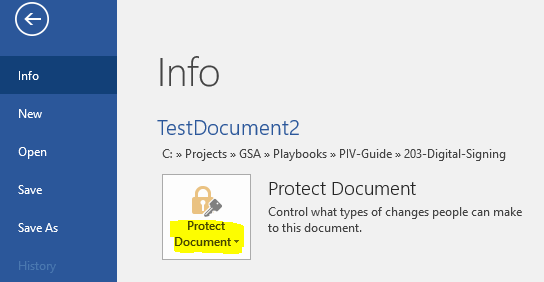 Info
New
Open
Save
Save As
History
Info
TestDocument2
C: » Projects » GSA » Playbooks » PIV-Guide » 203-Digital-Signing
Protect
Document
Protect Document
Control what types of changes people can make
to this document.